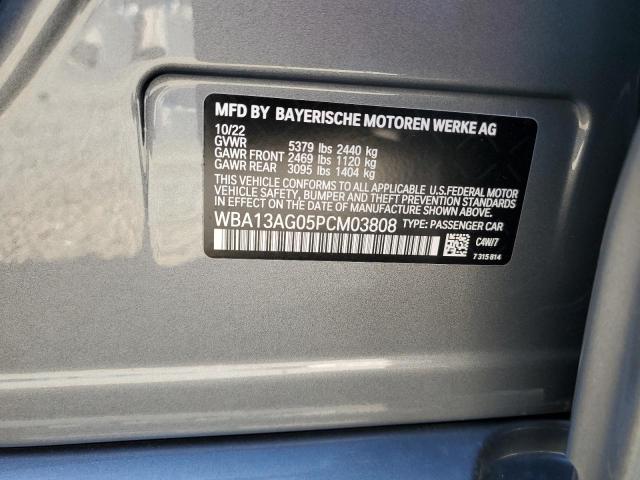 MFD BY BAYERISCHE MOTOREN WERKE AG
10/22
GVWR 5379 lbs 2440 kg
GAWR FRONT 2469 lbs 1120 kg
GAWR REAR 3095 lbs 1404 kg
THIS VEHICLE CONFORMS TO ALL APPLICABLE U.S.FEDERAL MOTOR
VEHICLE SAFETY, BUMPER AND THEFT PREVENTION STANDARDS
IN EFFECT ON THE DATE OF MANUFACTURE SHOWN ABOVE.
WBA13AG05PCM03808 TYPE: PASSENGER CAR
C4W/7
7 315 814